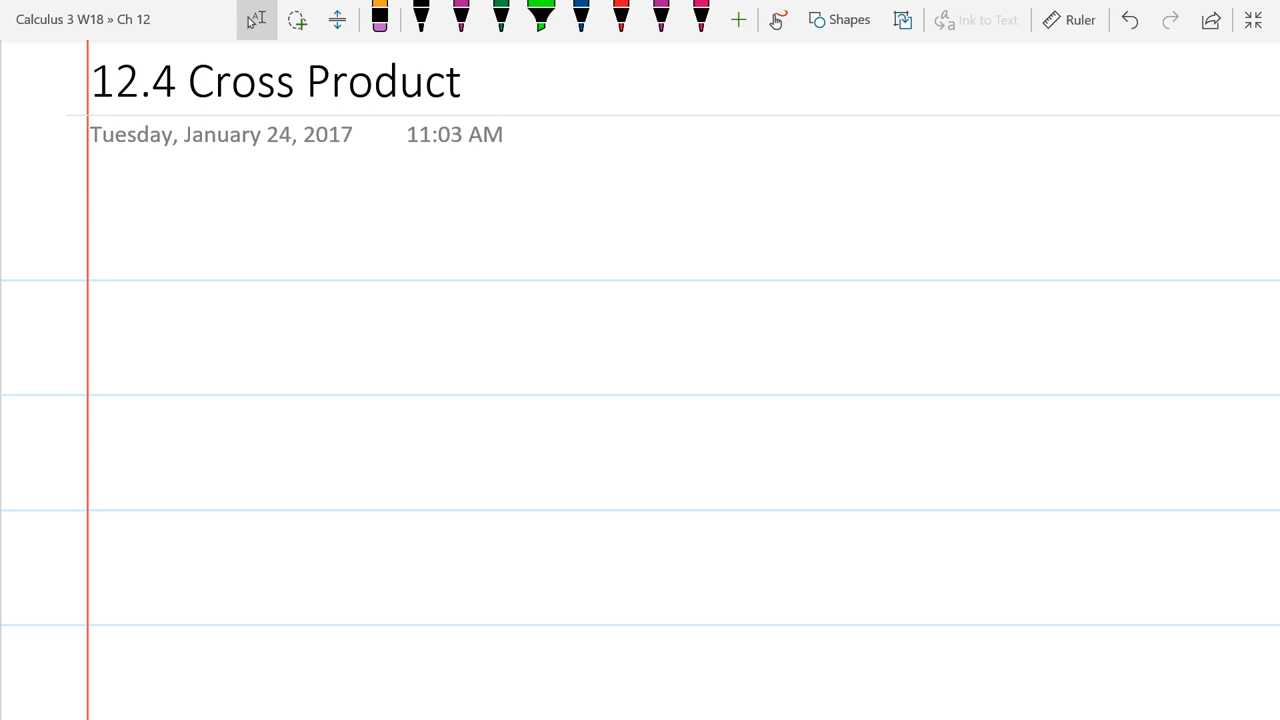 Calculus 3 W18 » Ch 12
Shapes
Ink to Text
Ruler
12.4 Cross Product
Tuesday, January 24, 2017 11:03 AM